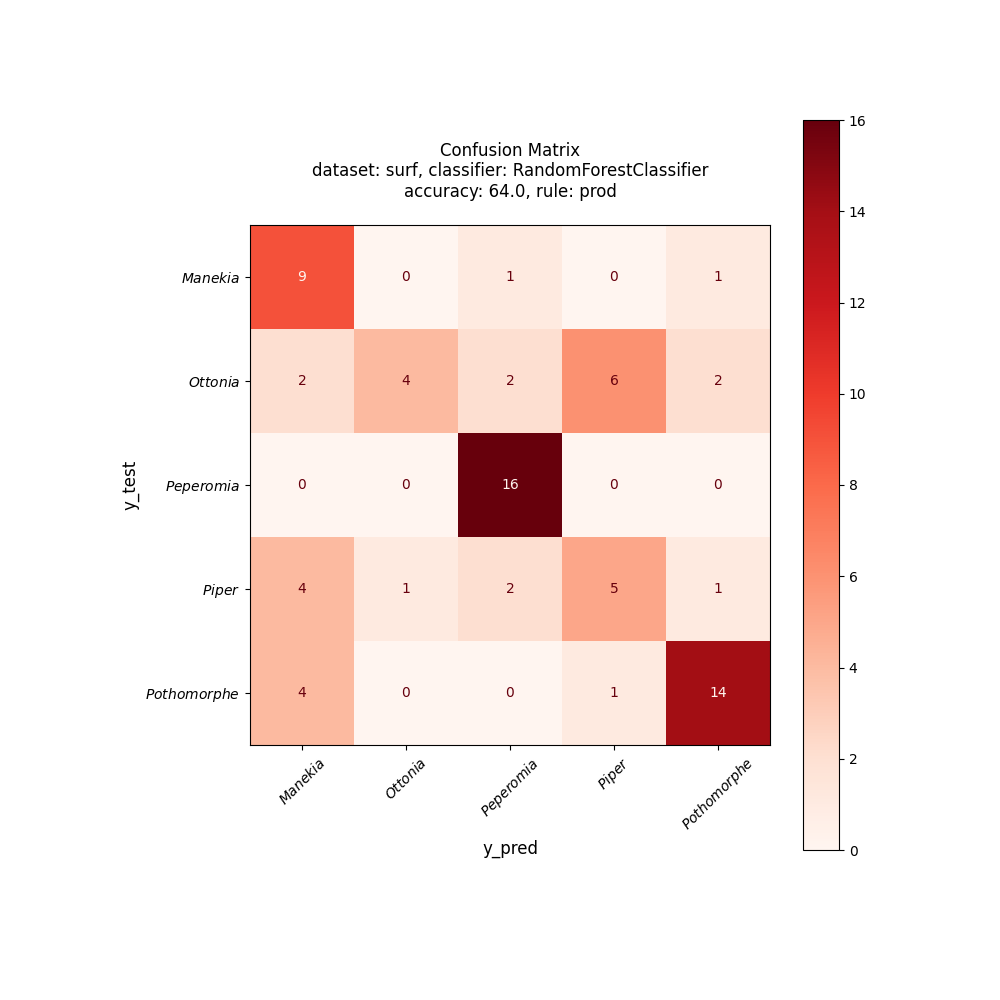 Confusion Matrix
dataset: surf, classifier: RandomForestClassifier
accuracy: 64.0, rule: prod
y_test
Manekia 9 0 1 0 1
Ottonia 2 4 2 6 2
Peperomia 0 0 16 0 0
Piper 4 1 2 5 1
Pothomorphe 4 0 0 1 14
Manekia Ottonia Peperomia Piper Pothomorphe
y_pred
16
14
12
10
8
6
4
2
0